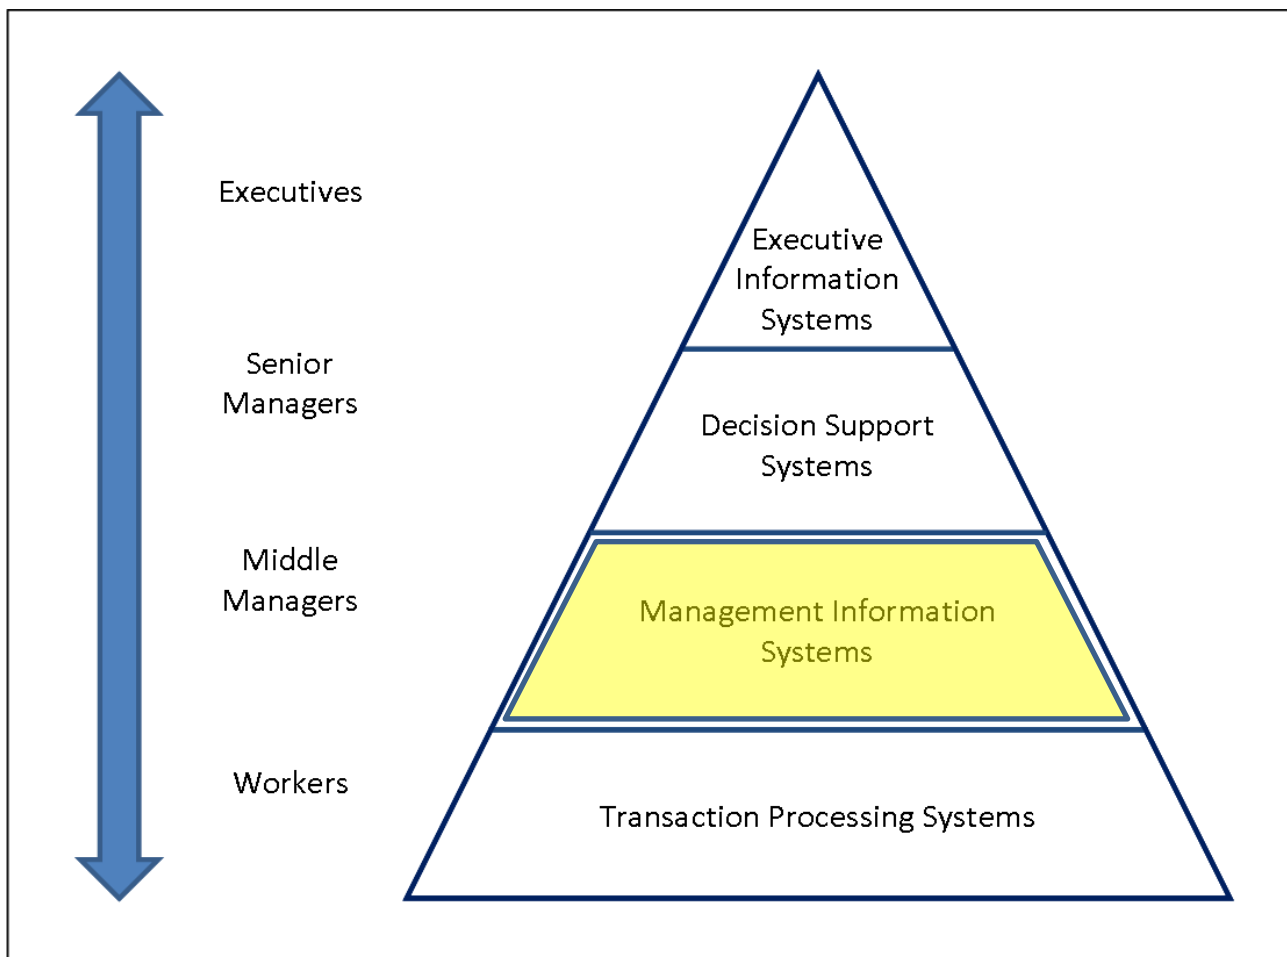 Executives
Senior
Managers
Middle
Managers
Workers
Executive
Information
Systems
Decision Support
Systems
Management Information
Systems
Transaction Processing Systems